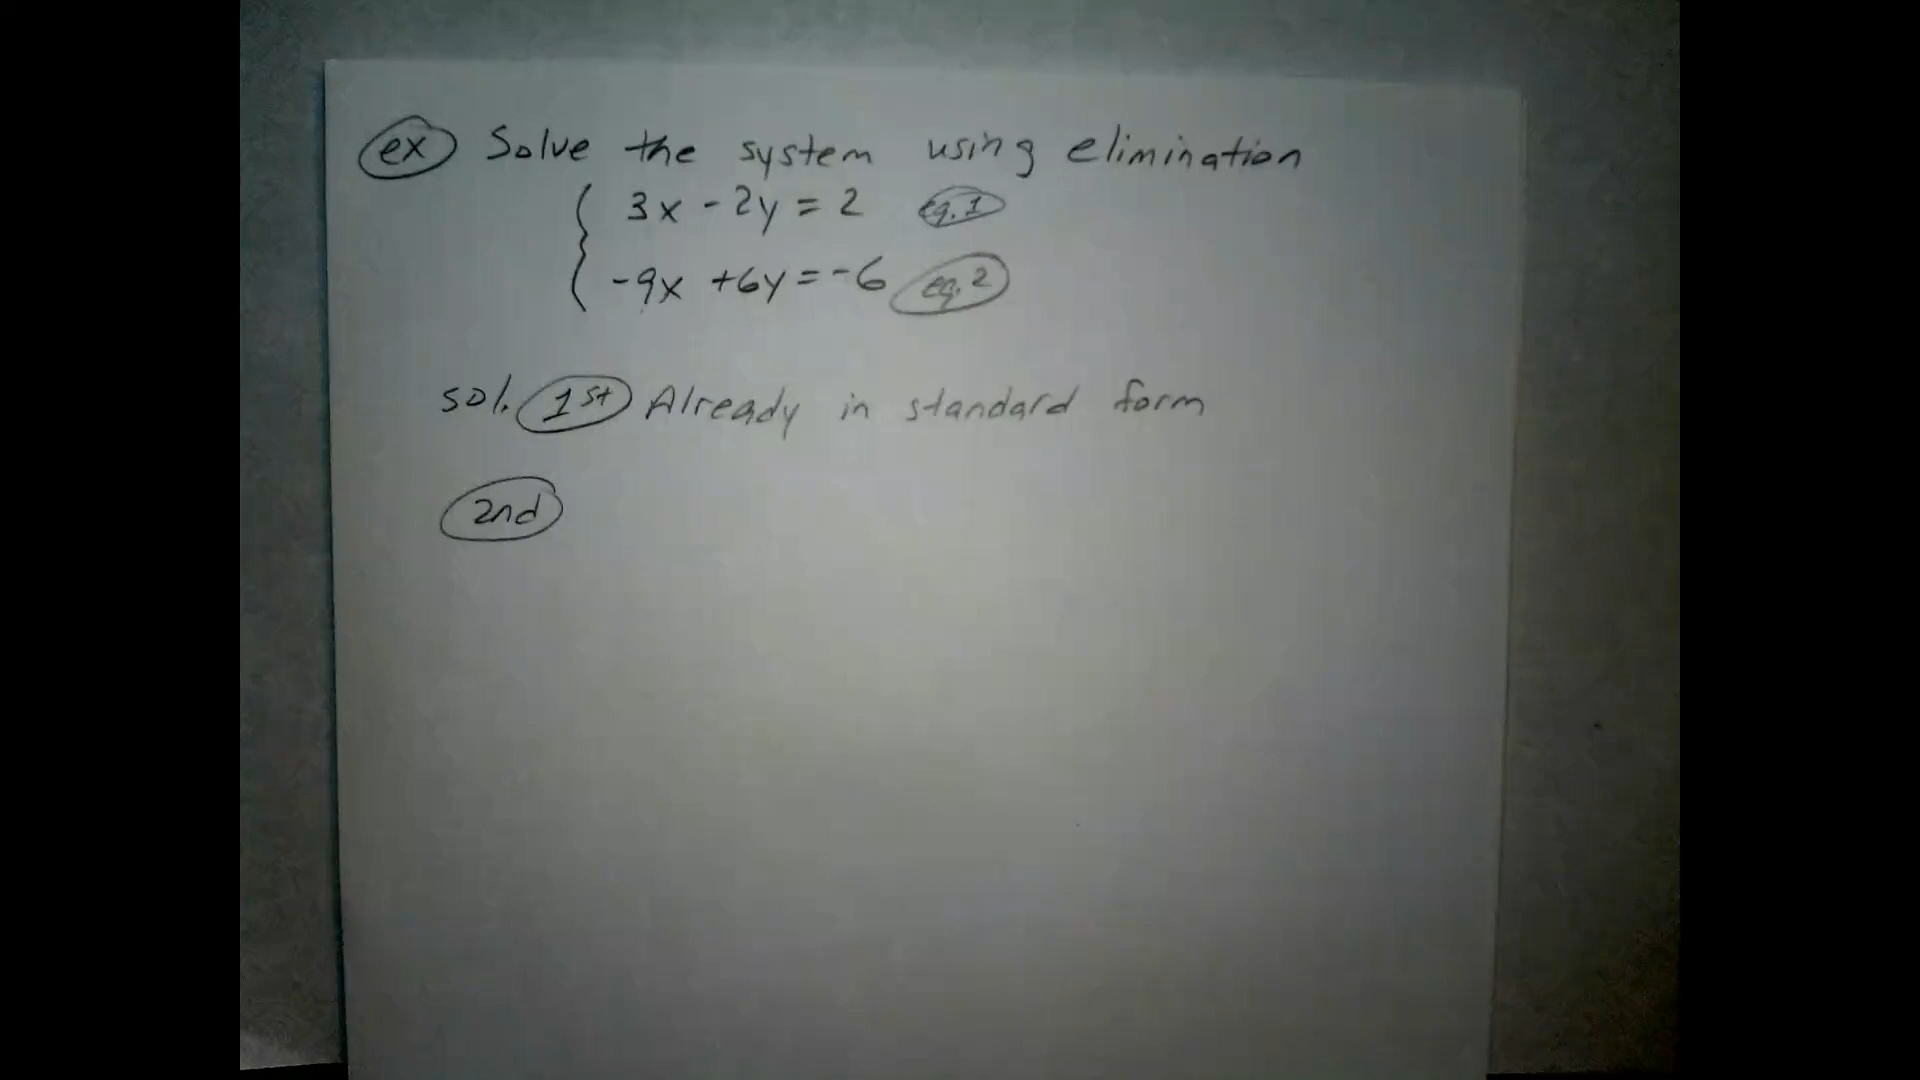 ex Solve the system using elimination
3x - 2y = 2 eq. 1
-9x + 6y = -6 eq. 2
sol. 1st Already in standard form
2nd